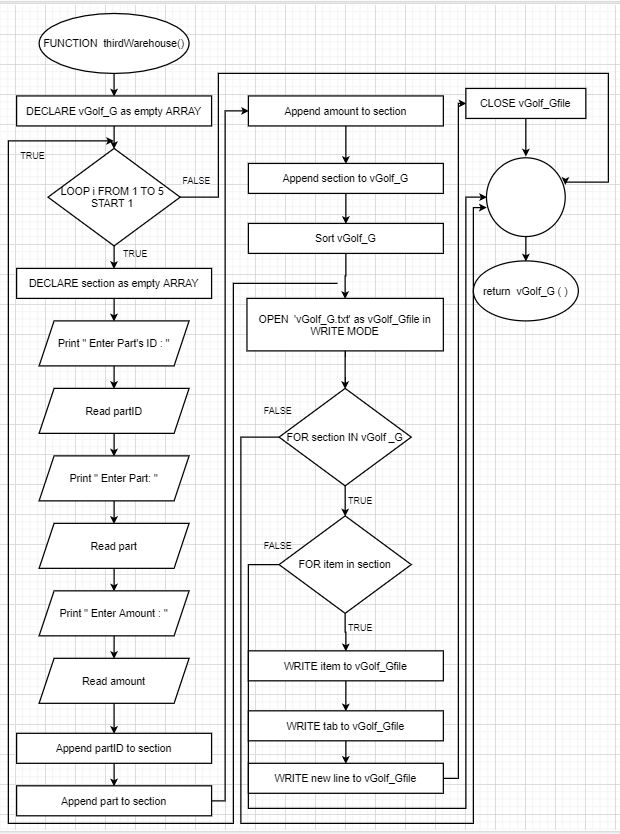 FUNCTION thirdWarehouse()
DECLARE vGolf_G as empty ARRAY
TRUE
LOOP i FROM 1 TO 5
START 1
FALSE
TRUE
DECLARE section as empty ARRAY
Print " Enter Part's ID : "
Read partID
Print " Enter Part: "
Read part
Print " Enter Amount : "
Read amount
Append partID to section
Append part to section
Append amount to section
Append section to vGolf_G
Sort vGolf_G
OPEN 'vGolf_G.txt' as vGolf_Gfile in
WRITE MODE
FALSE
FOR section IN vGolf _G
TRUE
FALSE
FOR item in section
TRUE
WRITE item to vGolf_Gfile
WRITE tab to vGolf_Gfile
WRITE new line to vGolf_Gfile
CLOSE vGolf_Gfile
return vGolf_G ( )